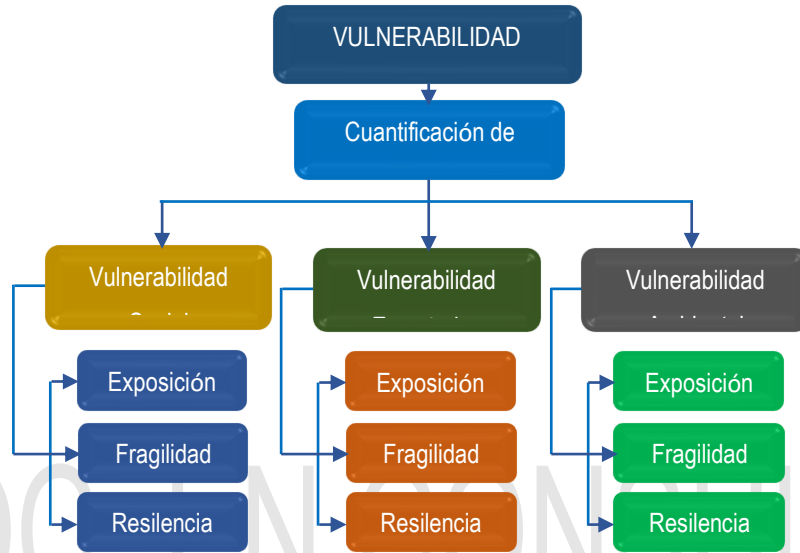 VULNERABILIDAD
Cuantificación de
Vulnerabilidad
Exposición
Fragilidad
Resilencia
Vulnerabilidad
Exposición
Fragilidad
Resilencia
Vulnerabilidad
Exposición
Fragilidad
Resilencia